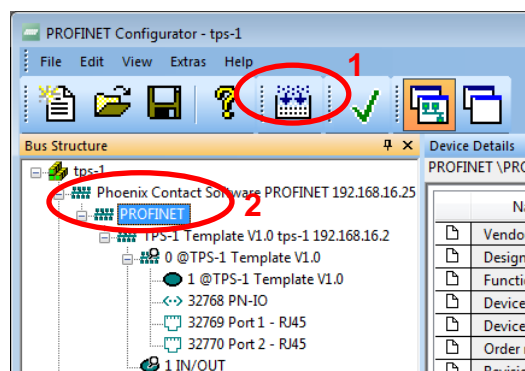 PROFINET Configurator - tps-1
File Edit View Extras Help
1
Bus Structure
Device Details
tps-1
PROFINET \PRO
Phoenix Contact Software PROFINET 192.168.16.25
PROFINET
2
TPS-1 Template V1.0 tps-1 192.168.16.2
0 @TPS-1 Template V1.0
1 @TPS-1 Template V1.0
32768 PN-IO
32769 Port 1 - RJ45
32770 Port 2 - RJ45
1 IN/OUT
Na
Vendo
Design
Functi
Device
Device
Order